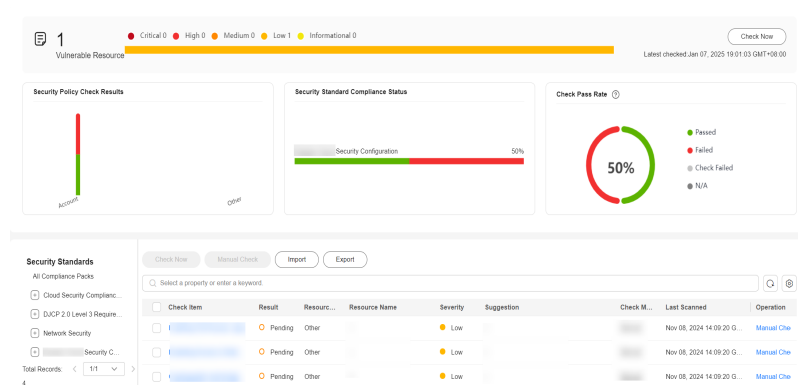 1
Vulnerable Resource
Critical 0 High 0 Medium 0 Low 1 Informational 0
Check Now
Latest checked:Jan 07, 2025 19:01:03 GMT+08:00
Security Policy Check Results
Account
Other
Security Standard Compliance Status
Security Configuration 50%
Check Pass Rate ?
50%
Passed
Failed
Check Failed
N/A
Security Standards
All Compliance Packs
Cloud Security Complianc...
DJCP 2.0 Level 3 Require...
Network Security
Security C...
Total Records: < 1/1 >
4
Check Now Manual Check Import Export
Select a property or enter a keyword.
Check Item Result Resourc... Resource Name Severity Suggestion Check M... Last Scanned Operation
Pending Other Low Nov 08, 2024 14:09:20 G... Manual Che
Pending Other Low Nov 08, 2024 14:09:20 G... Manual Che
Pending Other Low Nov 08, 2024 14:09:20 G... Manual Che